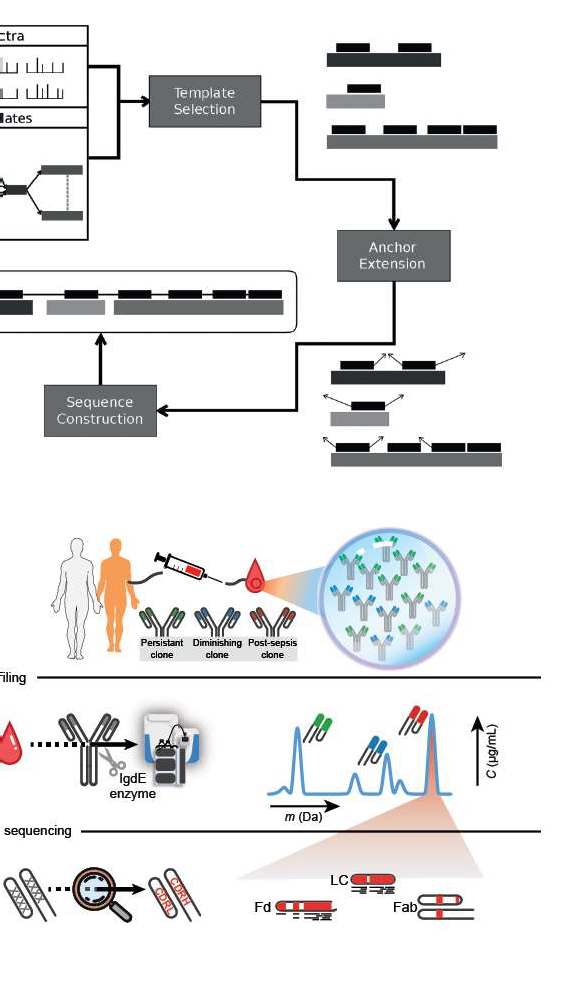 ctra
Template
Selection
lates
Anchor
Extension
Sequence
Construction
Persistant
clone
Diminishing
clone
Post-sepsis
clone
filing
IgdE
enzyme
m (Da)
C (µg/mL)
sequencing
CDRL
CDRH
LC
Fd
Fab